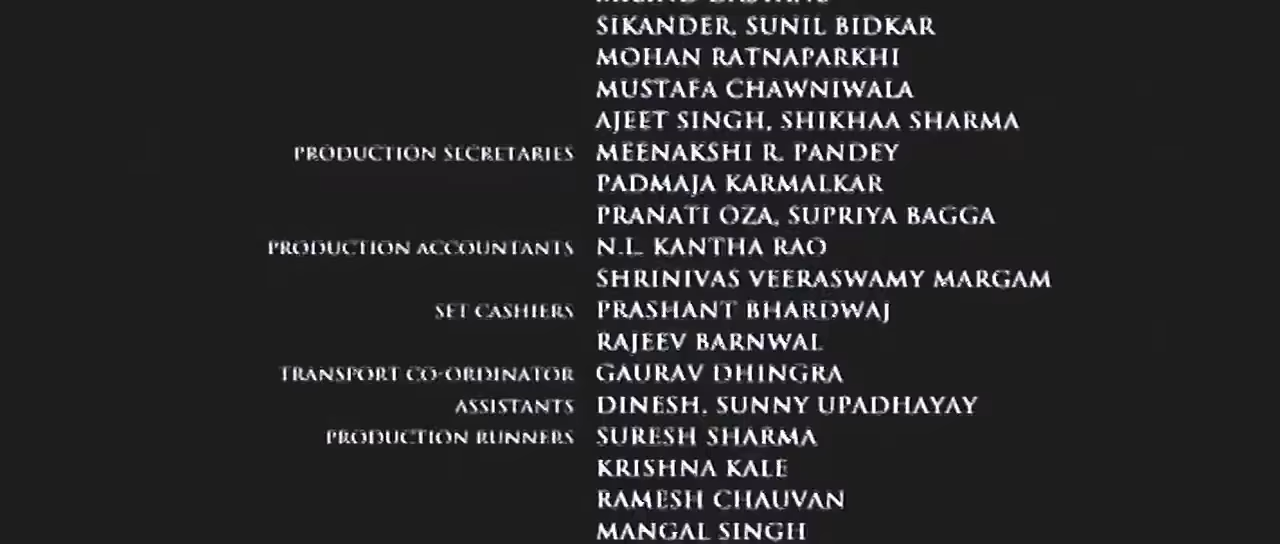 SIKANDER, SUNIL BIDKAR
MOHAN RATNAPARKHI
MUSTAFA CHAWNIWALA
AJEET SINGH, SHIKHAA SHARMA
PRODUCTION SECRETARIES MEENAKSHI R. PANDEY
PADMAJA KARMALKAR
PRANATI OZA, SUPRIYA BAGGA
PRODUCTION ACCOUNTANTS N.L. KANTHA RAO
SHRINIVAS VEERASWAMY MARGAM
SET CASHIERS PRASHANT BHARDWAJ
RAJEEV BARNWAL
TRANSPORT CO-ORDINATOR GAURAV DHINGRA
ASSISTANTS DINESH, SUNNY UPADHAYAY
PRODUCTION RUNNERS SURESH SHARMA
KRISHNA KALE
RAMESH CHAUVAN
MANGAL SINGH